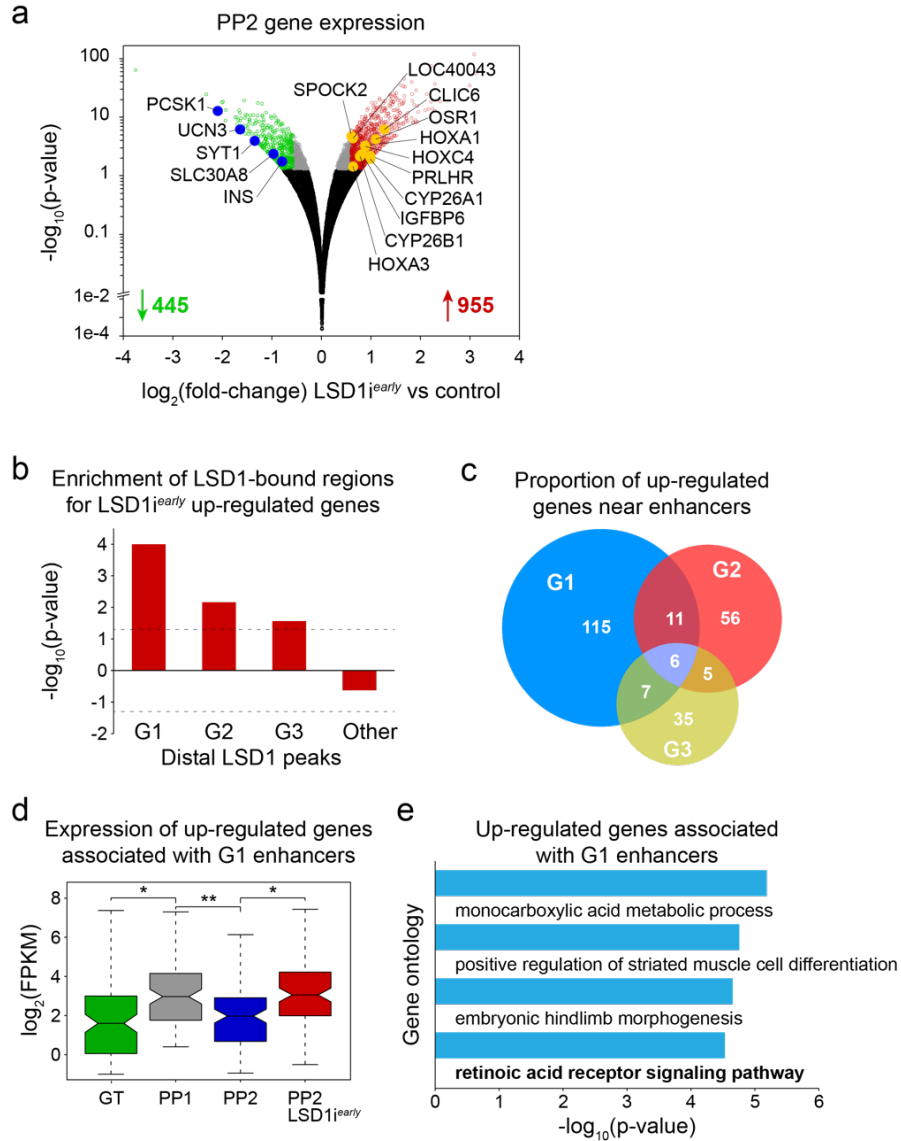 a
PP2 gene expression
100
10
1
0.1
1e-2
1e-4
-log10(p-value)
PCSK1
UCN3
SYT1
SLC30A8
INS
SPOCK2
LOC40043
CLIC6
OSR1
HOXA1
HOXC4
PRLHR
CYP26A1
IGFBP6
CYP26B1
HOXA3
↓ 445
↑ 955
-4 -3 -2 -1 0 1 2 3 4
log2(fold-change) LSD1i^early vs control
b
Enrichment of LSD1-bound regions
for LSD1i^early up-regulated genes
4
3
2
1
0
-1
-2
-log10(p-value)
G1 G2 G3 Other
Distal LSD1 peaks
c
Proportion of up-regulated
genes near enhancers
G1
G2
115
11
56
6
5
7
35
G3
d
Expression of up-regulated genes
associated with G1 enhancers
* ** *
8
6
4
2
0
log2(FPKM)
GT PP1 PP2 PP2
LSD1i^early
e
Up-regulated genes associated
with G1 enhancers
Gene ontology
monocarboxylic acid metabolic process
positive regulation of striated muscle cell differentiation
embryonic hindlimb morphogenesis
retinoic acid receptor signaling pathway
0 1 2 3 4 5 6
-log10(p-value)